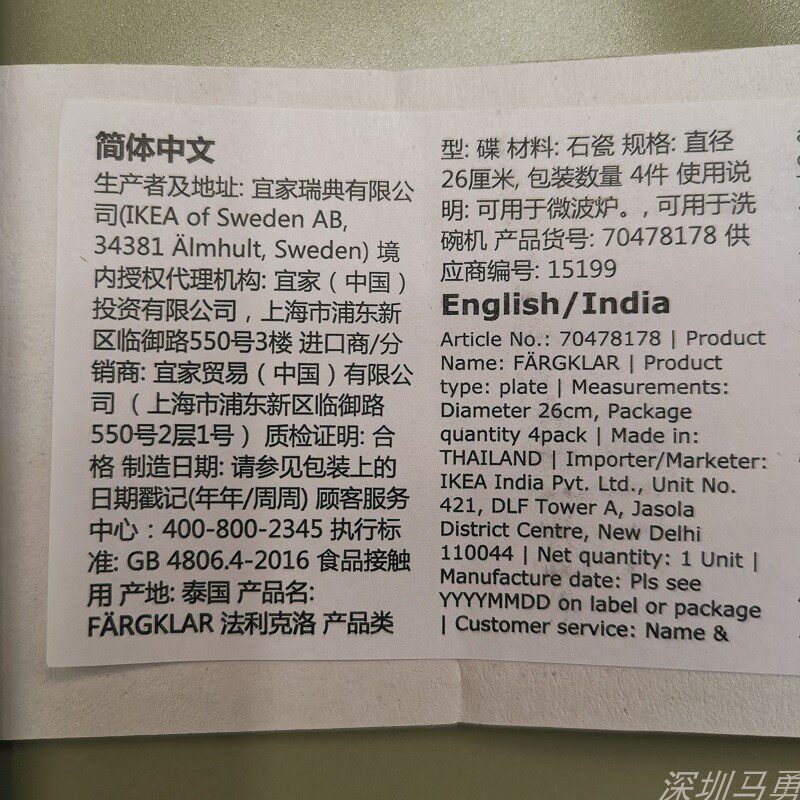 简体中文
生产者及地址: 宜家瑞典有限公
司(IKEA of Sweden AB,
34381 Älmhult, Sweden) 境
内授权代理机构: 宜家（中国）
投资有限公司，上海市浦东新
区临御路550号3楼 进口商/分
销商: 宜家贸易（中国）有限公
司（上海市浦东新区临御路
550号2层1号）质检证明: 合
格 制造日期: 请参见包装上的
日期戳记(年年/周周) 顾客服务
中心：400-800-2345 执行标
准: GB 4806.4-2016 食品接触
用 产地: 泰国 产品名:
FÄRGKLAR 法利克洛 产品类
型: 碟 材料: 石瓷 规格: 直径
26厘米, 包装数量 4件 使用说
明: 可用于微波炉。, 可用于洗
碗机 产品货号: 70478178 供
应商编号: 15199
English/India
Article No.: 70478178 | Product
Name: FÄRGKLAR | Product
type: plate | Measurements:
Diameter 26cm, Package
quantity 4pack | Made in:
THAILAND | Importer/Marketer:
IKEA India Pvt. Ltd., Unit No.
421, DLF Tower A, Jasola
District Centre, New Delhi
110044 | Net quantity: 1 Unit |
Manufacture date: Pls see
YYYYMMDD on label or package
| Customer service: Name &
深圳马勇